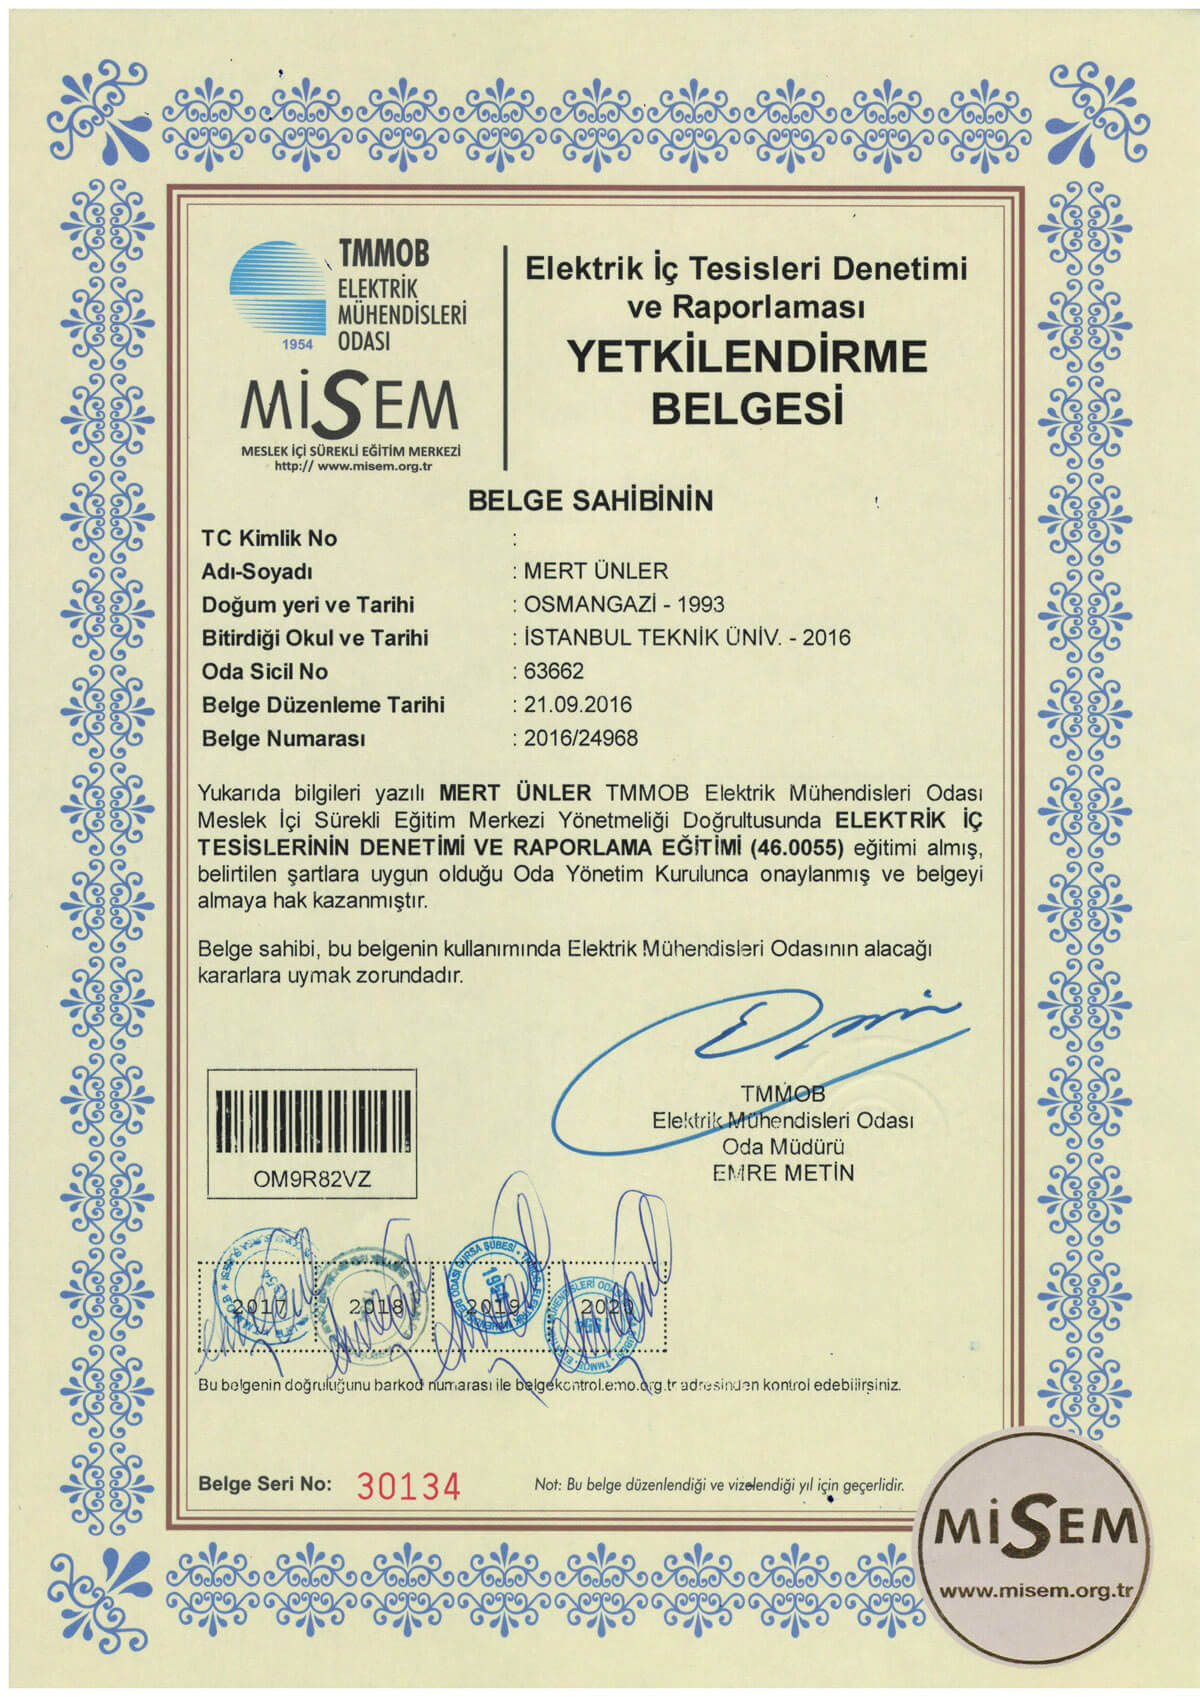 TMMOB
ELEKTRİK
MÜHENDİSLERİ
ODASI
1954
MİSEM
MESLEK İÇİ SÜREKLİ EĞİTİM MERKEZİ
http:// www.misem.org.tr
Elektrik İç Tesisleri Denetimi
ve Raporlaması
YETKİLENDİRME
BELGESİ
BELGE SAHİBİNİN
TC Kimlik No :
Adı-Soyadı : MERT ÜNLER
Doğum yeri ve Tarihi : OSMANGAZİ - 1993
Bitirdiği Okul ve Tarihi : İSTANBUL TEKNİK ÜNİV. - 2016
Oda Sicil No : 63662
Belge Düzenleme Tarihi : 21.09.2016
Belge Numarası : 2016/24968
Yukarıda bilgileri yazılı MERT ÜNLER TMMOB Elektrik Mühendisleri Odası
Meslek İçi Sürekli Eğitim Merkezi Yönetmeliği Doğrultusunda ELEKTRİK İÇ
TESİSLERİNİN DENETİMİ VE RAPORLAMA EĞİTİMİ (46.0055) eğitimi almış,
belirtilen şartlara uygun olduğu Oda Yönetim Kurulunca onaylanmış ve belgeyi
almaya hak kazanmıştır.
Belge sahibi, bu belgenin kullanımında Elektrik Mühendisleri Odasının alacağı
kararlara uymak zorundadır.
TMMOB
Elektrik Mühendisleri Odası
Oda Müdürü
EMRE METİN
OM9R82VZ
2017 2018 2019 2020
Bu belgenin doğruluğunu barkod numarası ile belgekontrol.emo.org.tr adresinden kontrol edebilirsiniz.
Belge Seri No: 30134
Not: Bu belge düzenlendiği ve vizelendiği yıl için geçerlidir.
MİSEM
www.misem.org.tr